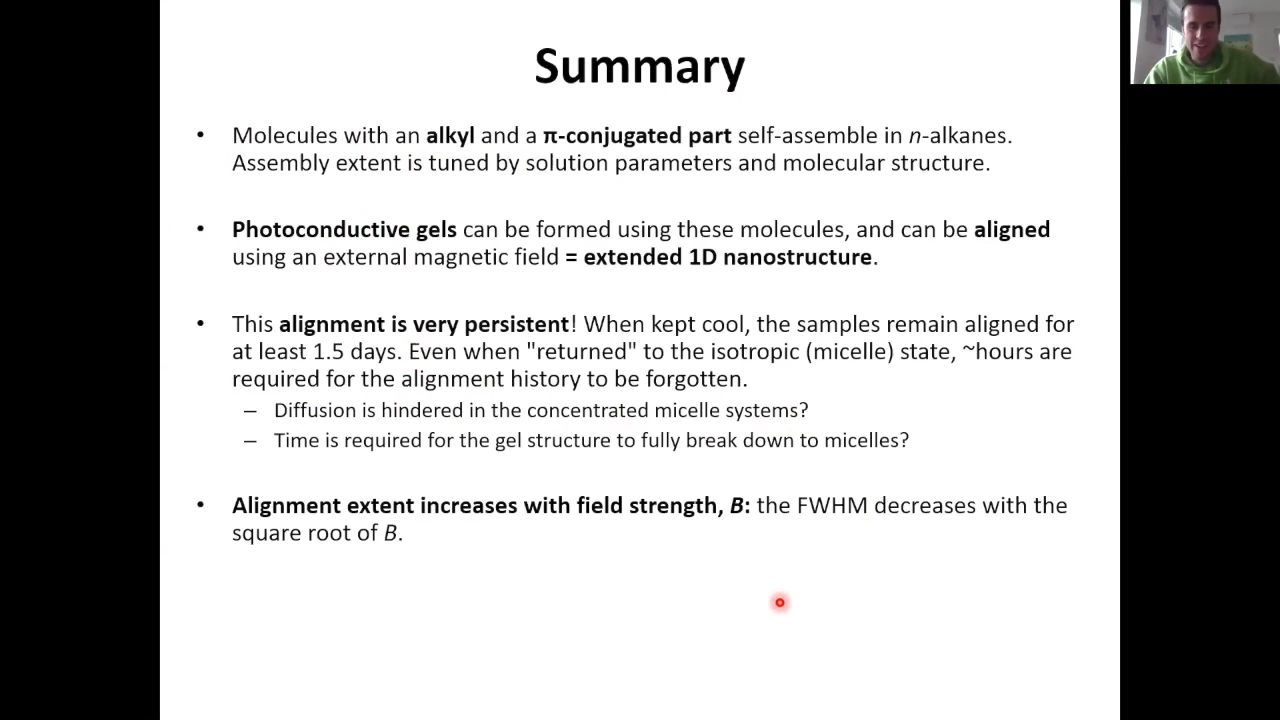 Summary
• Molecules with an alkyl and a π-conjugated part self-assemble in n-alkanes.
Assembly extent is tuned by solution parameters and molecular structure.
• Photoconductive gels can be formed using these molecules, and can be aligned
using an external magnetic field = extended 1D nanostructure.
• This alignment is very persistent! When kept cool, the samples remain aligned for
at least 1.5 days. Even when "returned" to the isotropic (micelle) state, ~hours are
required for the alignment history to be forgotten.
– Diffusion is hindered in the concentrated micelle systems?
– Time is required for the gel structure to fully break down to micelles?
• Alignment extent increases with field strength, B: the FWHM decreases with the
square root of B.